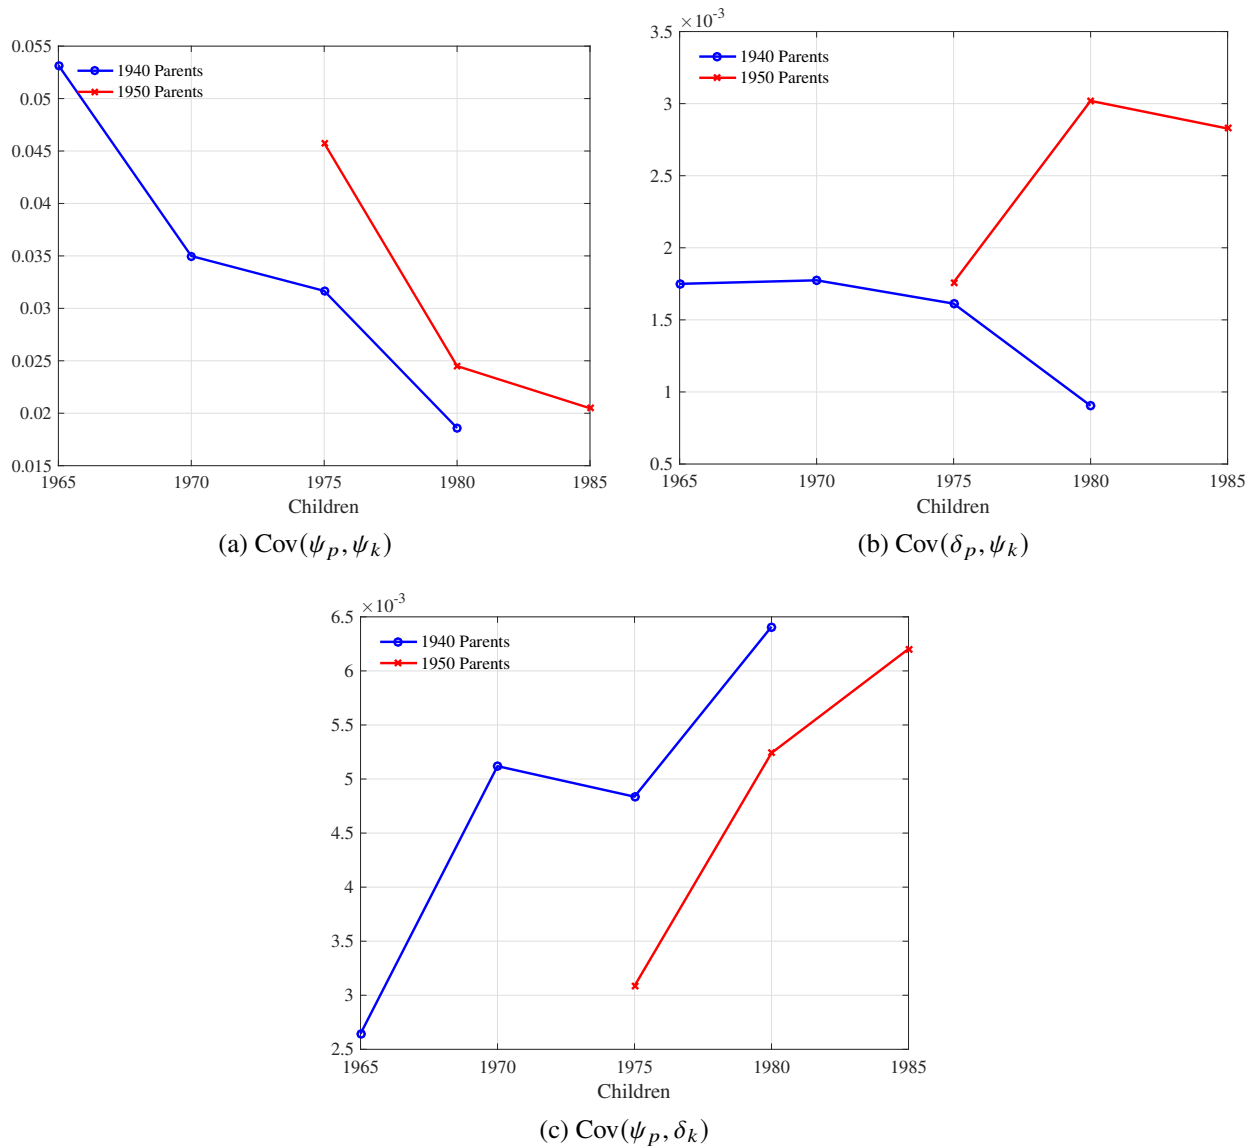 0.055
0.05
0.045
0.04
0.035
0.03
0.025
0.02
0.015
1940 Parents
1950 Parents
1965 1970 1975 1980 1985
Children
(a) Cov(ψ_p, ψ_k)
×10^-3
3.5
3
2.5
2
1.5
1
0.5
1940 Parents
1950 Parents
1965 1970 1975 1980 1985
Children
(b) Cov(δ_p, ψ_k)
×10^-3
6.5
6
5.5
5
4.5
4
3.5
3
2.5
1940 Parents
1950 Parents
1965 1970 1975 1980 1985
Children
(c) Cov(ψ_p, δ_k)